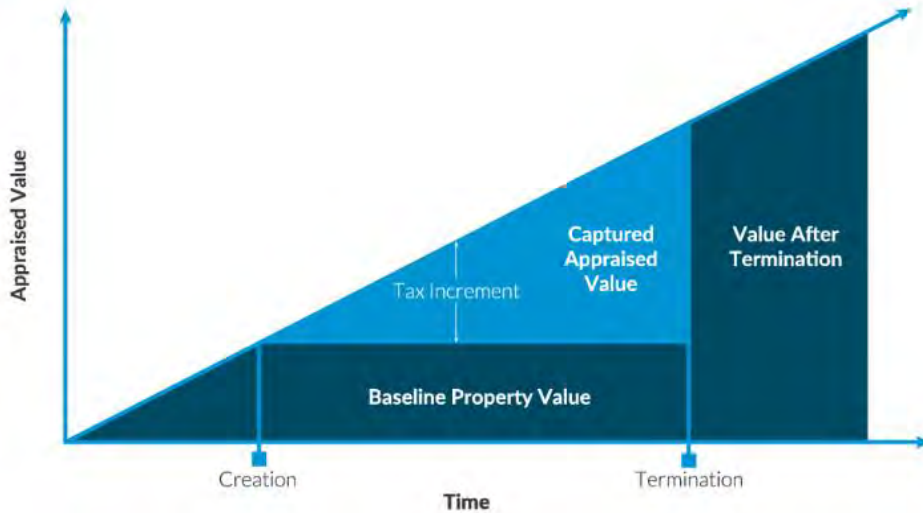 Appraised Value
Captured
Appraised
Value
Value After
Termination
Tax Increment
Baseline Property Value
Creation
Termination
Time